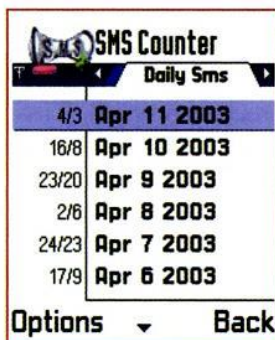 SMS SMS Counter
Daily Sms
4/3 Apr 11 2003
16/8 Apr 10 2003
23/20 Apr 9 2003
2/6 Apr 8 2003
24/23 Apr 7 2003
17/9 Apr 6 2003
Options Back